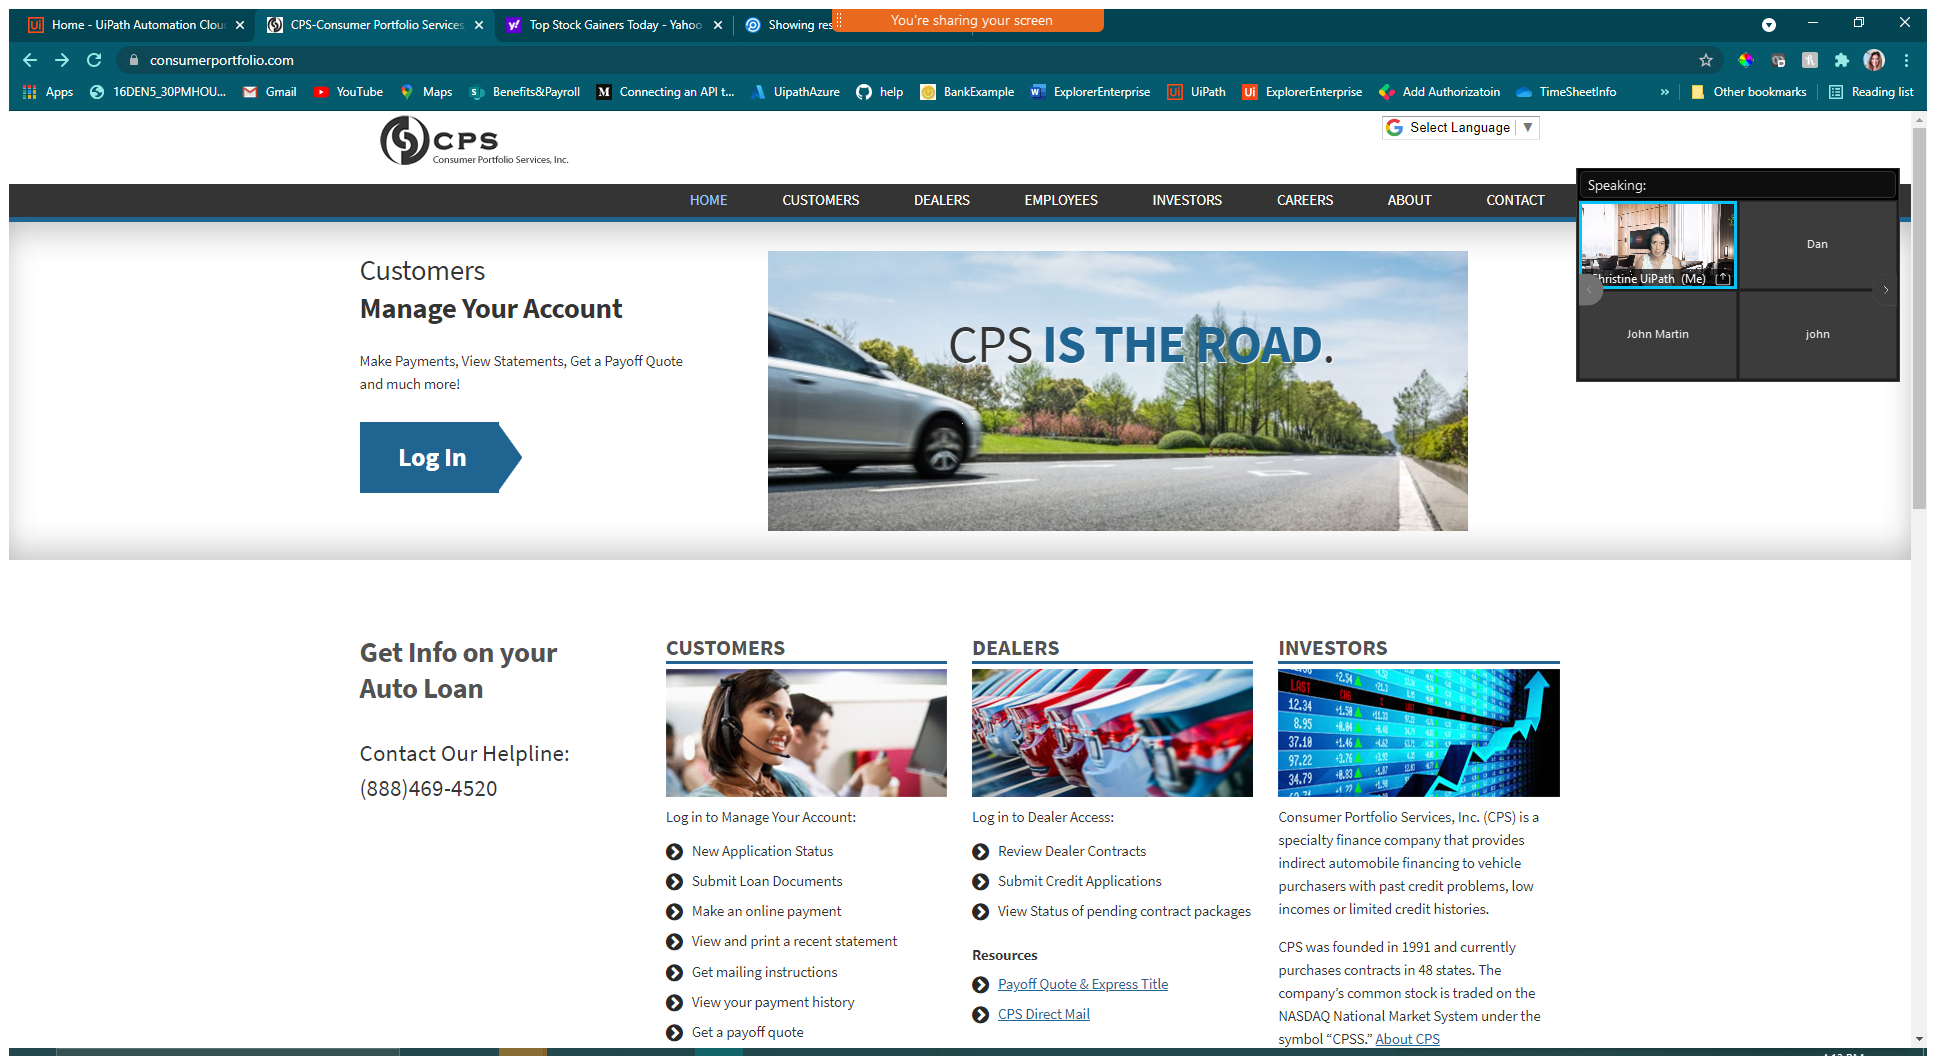 Home - UiPath Automation Clou
CPS-Consumer Portfolio Services
Top Stock Gainers Today - Yahoo
Showing res
You're sharing your screen
consumerportfolio.com
Apps
16DEN5_30PMHOU...
Gmail
YouTube
Maps
Benefits&Payroll
Connecting an API t...
UipathAzure
help
BankExample
ExplorerEnterprise
UiPath
ExplorerEnterprise
Add Authorizatoin
TimeSheetInfo
Other bookmarks
Reading list
CPS
Consumer Portfolio Services, Inc.
Select Language
HOME
CUSTOMERS
DEALERS
EMPLOYEES
INVESTORS
CAREERS
ABOUT
CONTACT
Speaking:
Christine UiPath (Me)
Dan
John Martin
john
Customers
Manage Your Account
Make Payments, View Statements, Get a Payoff Quote
and much more!
Log In
CPS IS THE ROAD.
Get Info on your
Auto Loan
Contact Our Helpline:
(888)469-4520
CUSTOMERS
Log in to Manage Your Account:
New Application Status
Submit Loan Documents
Make an online payment
View and print a recent statement
Get mailing instructions
View your payment history
Get a payoff quote
DEALERS
Log in to Dealer Access:
Review Dealer Contracts
Submit Credit Applications
View Status of pending contract packages
Resources
Payoff Quote & Express Title
CPS Direct Mail
INVESTORS
LAST
12.34
8.95
37.18
97.22
34.79
Consumer Portfolio Services, Inc. (CPS) is a
specialty finance company that provides
indirect automobile financing to vehicle
purchasers with past credit problems, low
incomes or limited credit histories.
CPS was founded in 1991 and currently
purchases contracts in 48 states. The
company's common stock is traded on the
NASDAQ National Market System under the
symbol “CPSS.” About CPS